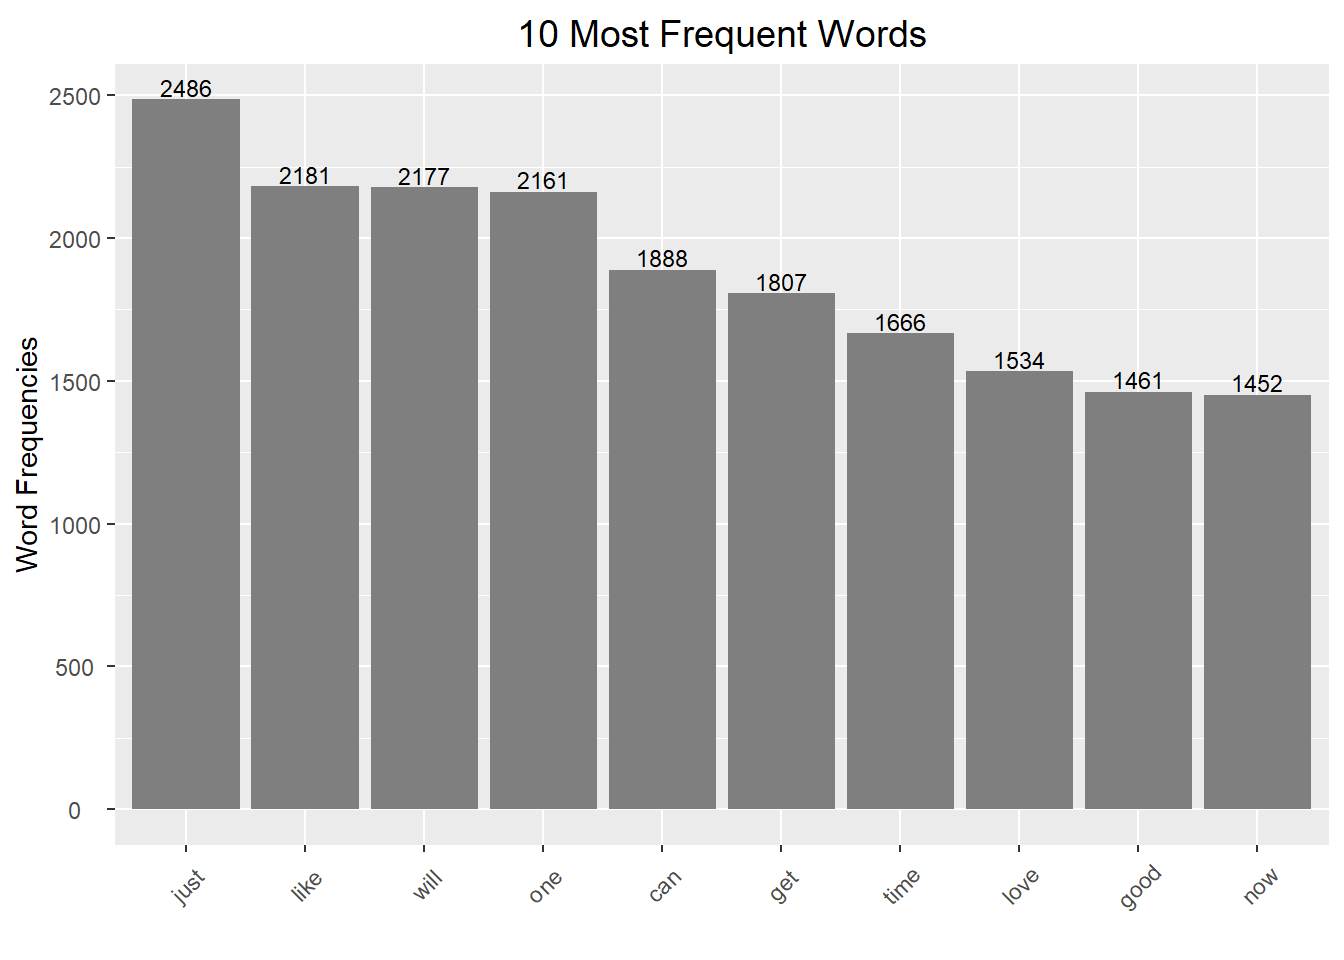 10 Most Frequent Words
Word Frequencies
2500
2000
1500
1000
500
0
2486
2181
2177
2161
1888
1807
1666
1534
1461
1452
just
like
will
one
can
get
time
love
good
now